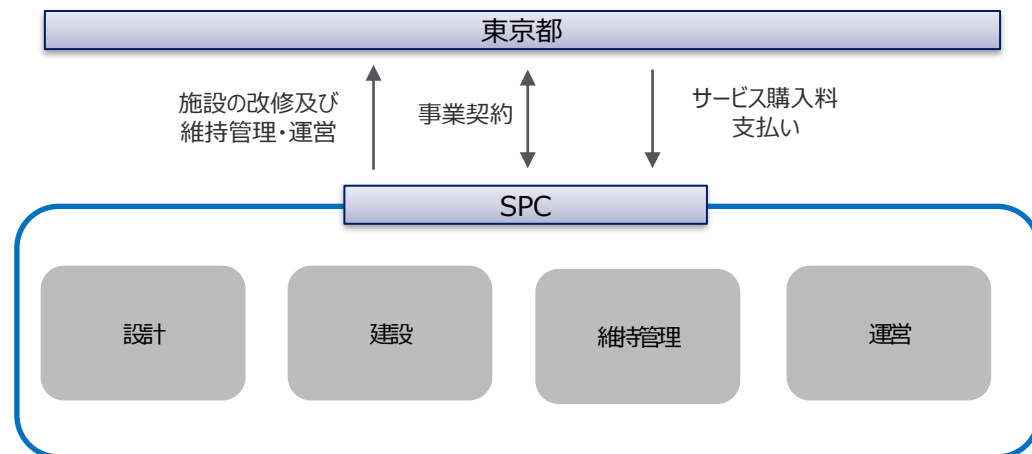 東京都
施設の改修及び
維持管理・運営
事業契約
サービス購入料
支払い
SPC
設計
建設
維持管理
運営